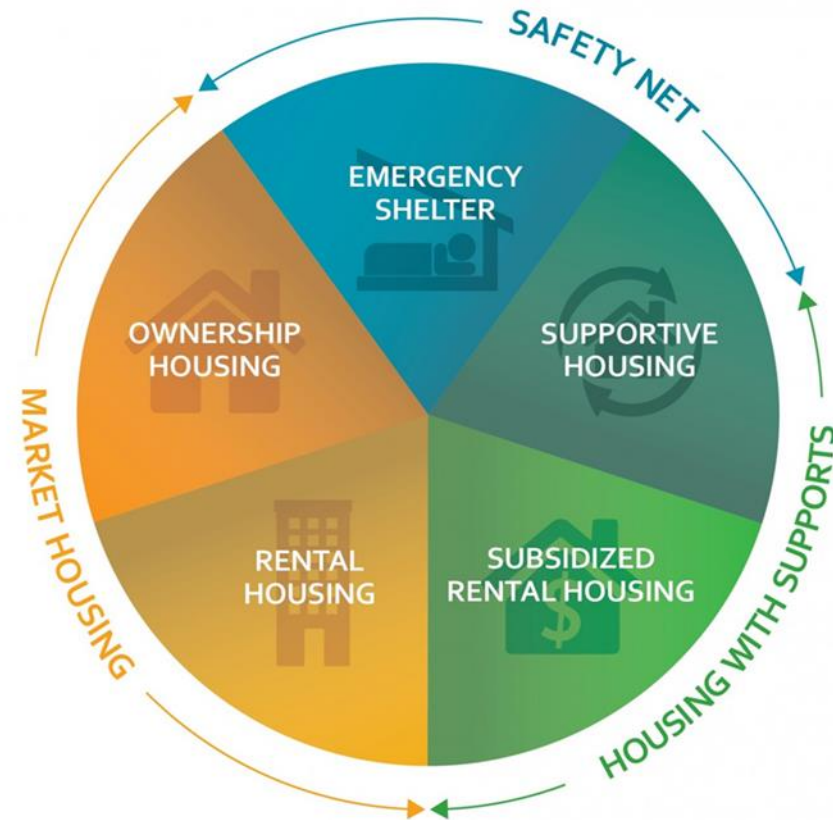 SAFETY NET
EMERGENCY
SHELTER
OWNERSHIP
HOUSING
SUPPORTIVE
HOUSING
MARKET HOUSING
RENTAL
HOUSING
SUBSIDIZED
RENTAL HOUSING
$
HOUSING WITH SUPPORTS